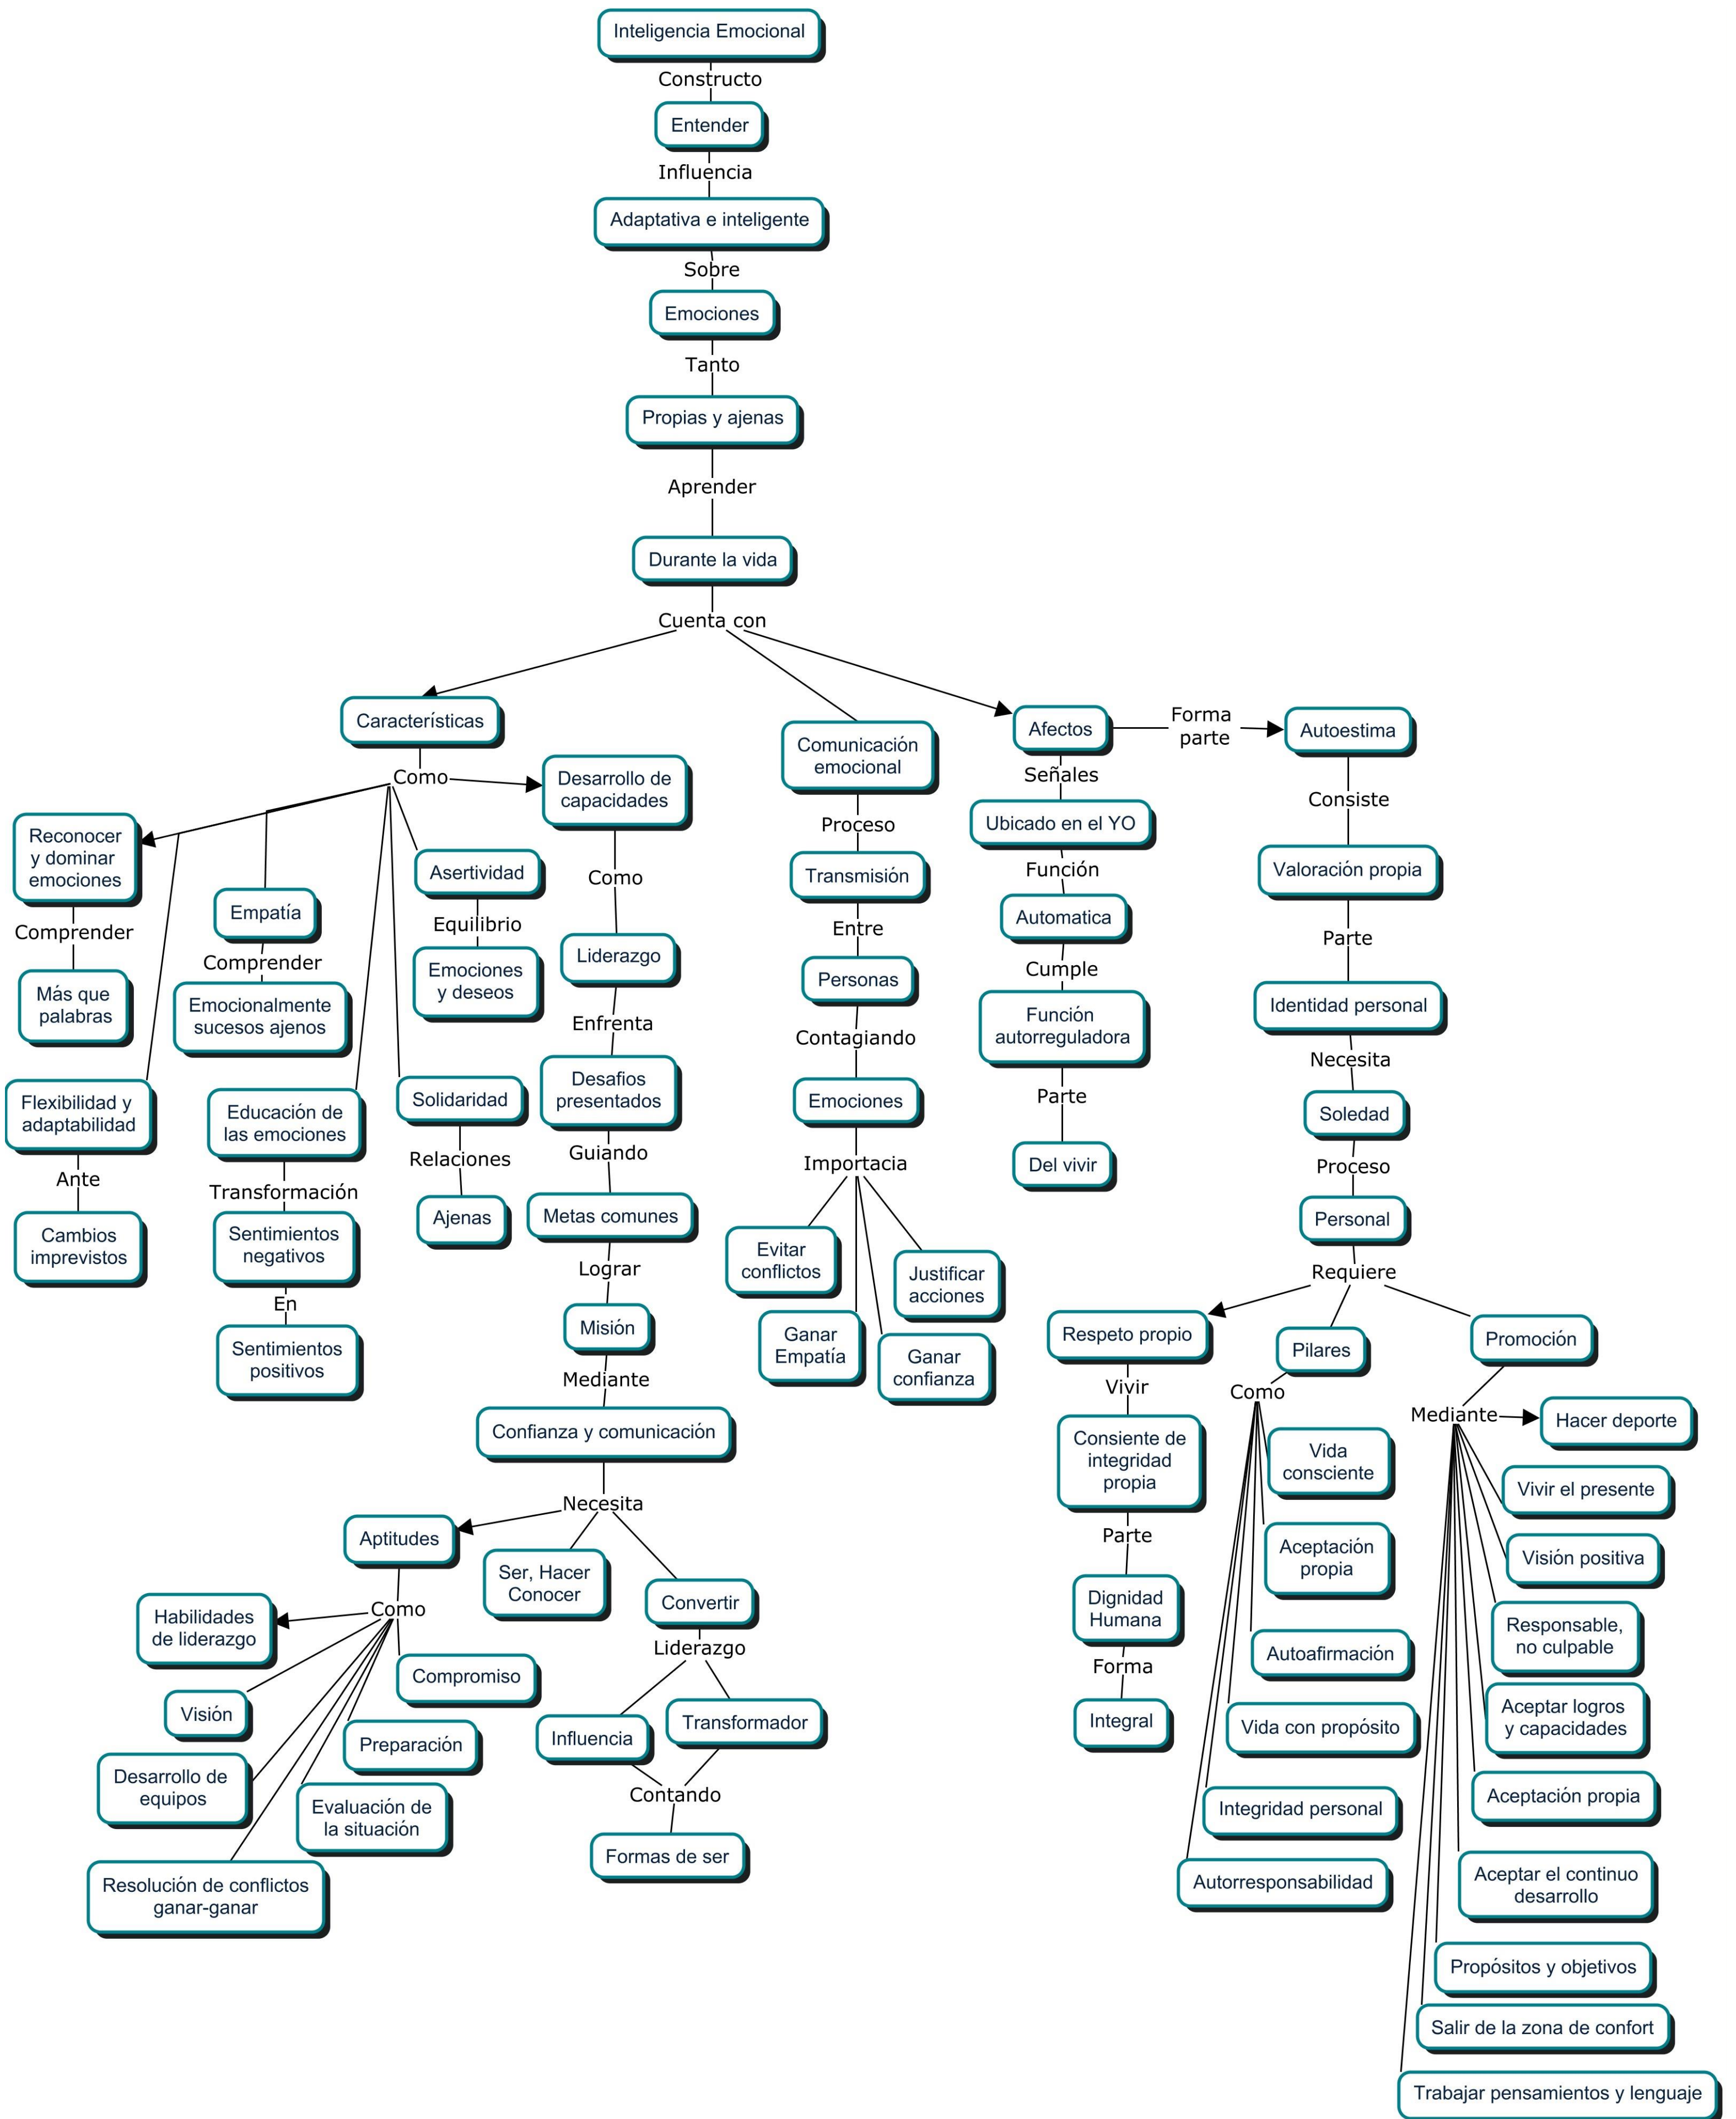 Inteligencia Emocional
Constructo
Entender
Influencia
Adaptativa e inteligente
Sobre
Emociones
Tanto
Propias y ajenas
Aprender
Durante la vida
Cuenta con
Características
Como
Reconocer
y dominar
emociones
Comprender
Más que
palabras
Flexibilidad y
adaptabilidad
Ante
Cambios
imprevistos
Empatía
Comprender
Emocionalmente
sucesos ajenos
Educación de
las emociones
Transformación
Sentimientos
negativos
En
Sentimientos
positivos
Solidaridad
Relaciones
Ajenas
Asertividad
Equilibrio
Emociones
y deseos
Desarrollo de
capacidades
Como
Liderazgo
Enfrenta
Desafios
presentados
Guiando
Metas comunes
Lograr
Misión
Mediante
Confianza y comunicación
Necesita
Aptitudes
Como
Habilidades
de liderazgo
Visión
Desarrollo de
equipos
Resolución de conflictos
ganar-ganar
Evaluación de
la situación
Preparación
Compromiso
Ser, Hacer
Conocer
Convertir
Liderazgo
Influencia
Transformador
Contando
Formas de ser
Comunicación
emocional
Proceso
Transmisión
Entre
Personas
Contagiando
Emociones
Importacia
Evitar
conflictos
Ganar
Empatía
Ganar
confianza
Justificar
acciones
Afectos
Señales
Ubicado en el YO
Función
Automatica
Cumple
Función
autorreguladora
Parte
Del vivir
Forma
parte
Autoestima
Consiste
Valoración propia
Parte
Identidad personal
Necesita
Soledad
Proceso
Personal
Requiere
Respeto propio
Vivir
Consiente de
integridad
propia
Parte
Dignidad
Humana
Forma
Integral
Pilares
Como
Vida
consciente
Aceptación
propia
Autoafirmación
Vida con propósito
Integridad personal
Autorresponsabilidad
Promoción
Mediante
Hacer deporte
Vivir el presente
Visión positiva
Responsable,
no culpable
Aceptar logros
y capacidades
Aceptación propia
Aceptar el continuo
desarrollo
Propósitos y objetivos
Salir de la zona de confort
Trabajar pensamientos y lenguaje